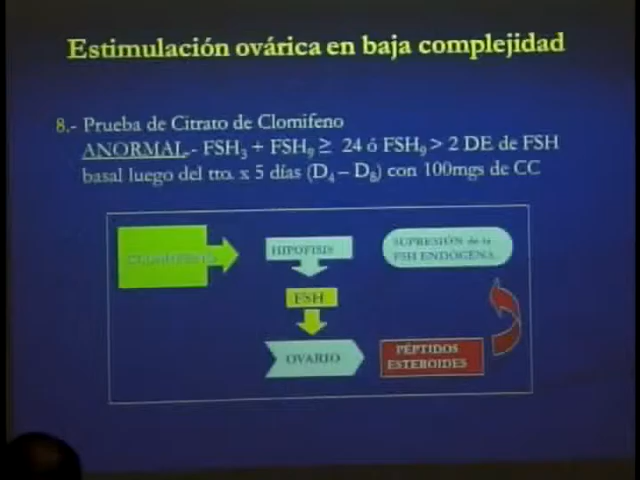 Estimulación ovárica en baja complejidad
8.- Prueba de Citrato de Clomifeno
ANORMAL.- FSH₃ + FSH₉ ≥ 24 ó FSH₉ > 2 DE de FSH
basal luego del tto. x 5 días (D₄ – D₈) con 100mgs de CC
CLOMIFENO
HIPOFISIS
SUPRESIÓN de la
FSH ENDÓGENA
FSH
OVARIO
PÉPTIDOS
ESTEROIDES